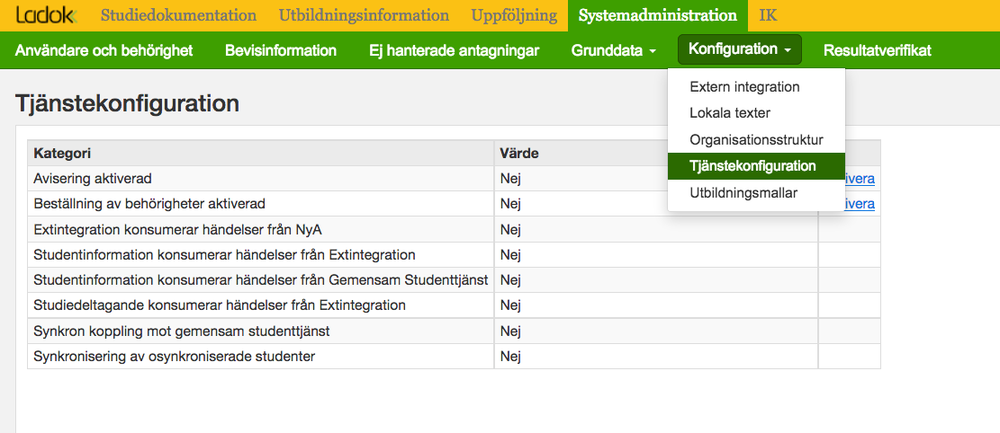 Ladok Studiedokumentation Utbildningsinformation Uppföljning Systemadministration IK
Användare och behörighet Bevisinformation Ej hanterade antagningar Grunddata Konfiguration Resultatverifikat
Extern integration
Lokala texter
Organisationsstruktur
Tjänstekonfiguration
Utbildningsmallar
Tjänstekonfiguration
Kategori Värde
Avisering aktiverad Nej ivera
Beställning av behörigheter aktiverad Nej ivera
Extintegration konsumerar händelser från NyA Nej
Studentinformation konsumerar händelser från Extintegration Nej
Studentinformation konsumerar händelser från Gemensam Studenttjänst Nej
Studiedeltagande konsumerar händelser från Extintegration Nej
Synkron koppling mot gemensam studenttjänst Nej
Synkronisering av osynkroniserade studenter Nej